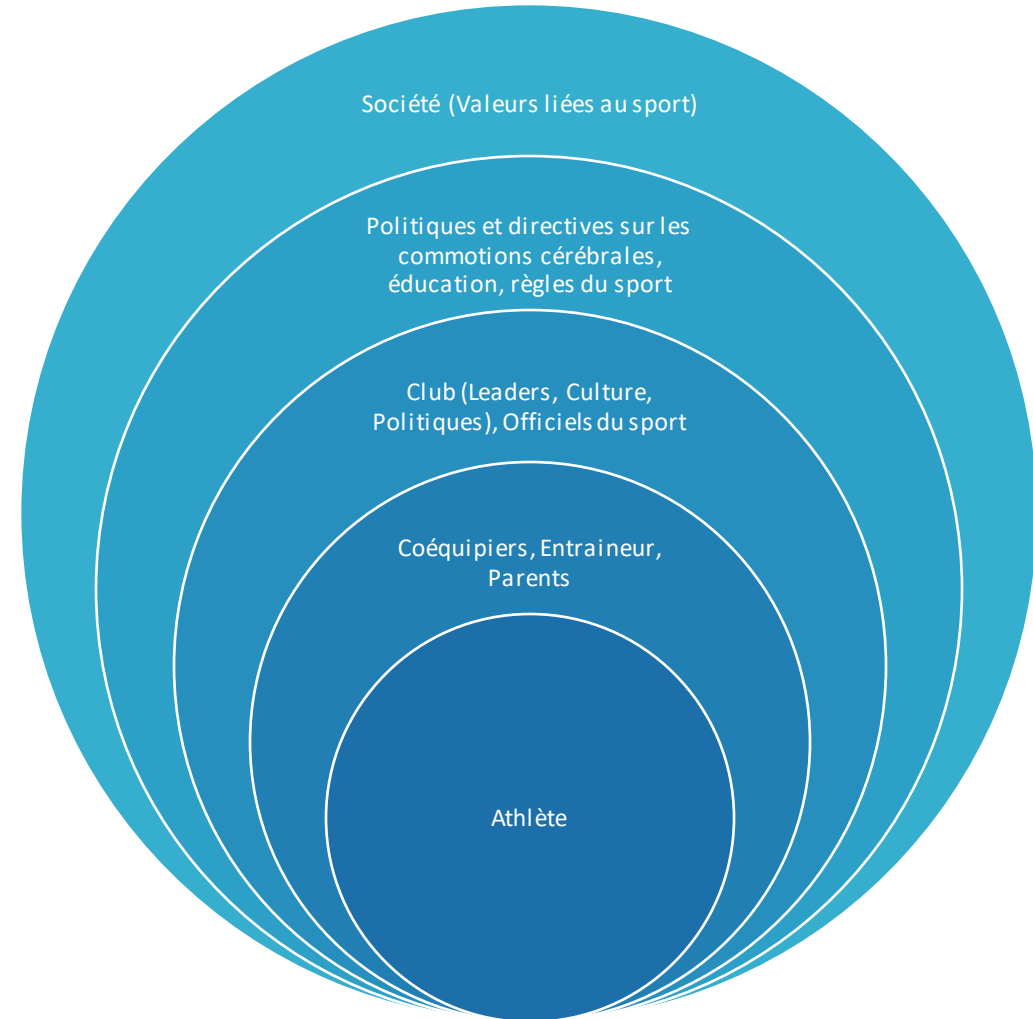 Société (Valeurs liées au sport)
Politiques et directives sur les
commotions cérébrales,
éducation, règles du sport
Club (Leaders, Culture,
Politiques), Officiels du sport
Coéquipiers, Entraineur,
Parents
Athlète